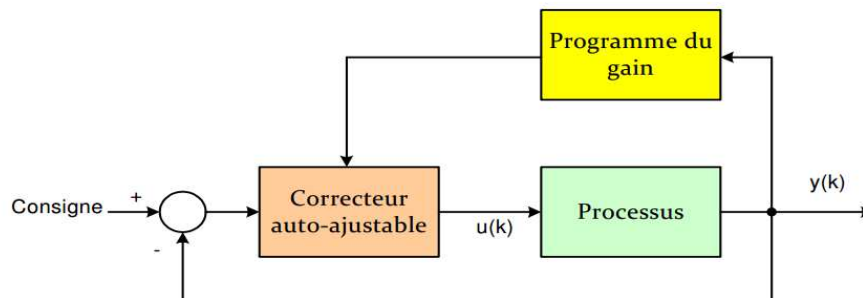 Programme du
gain
Consigne
+
-
Correcteur
auto-ajustable
u(k)
Processus
y(k)